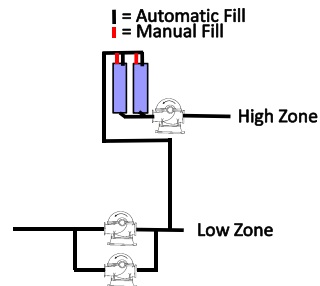 = Automatic Fill
= Manual Fill
High Zone
Low Zone